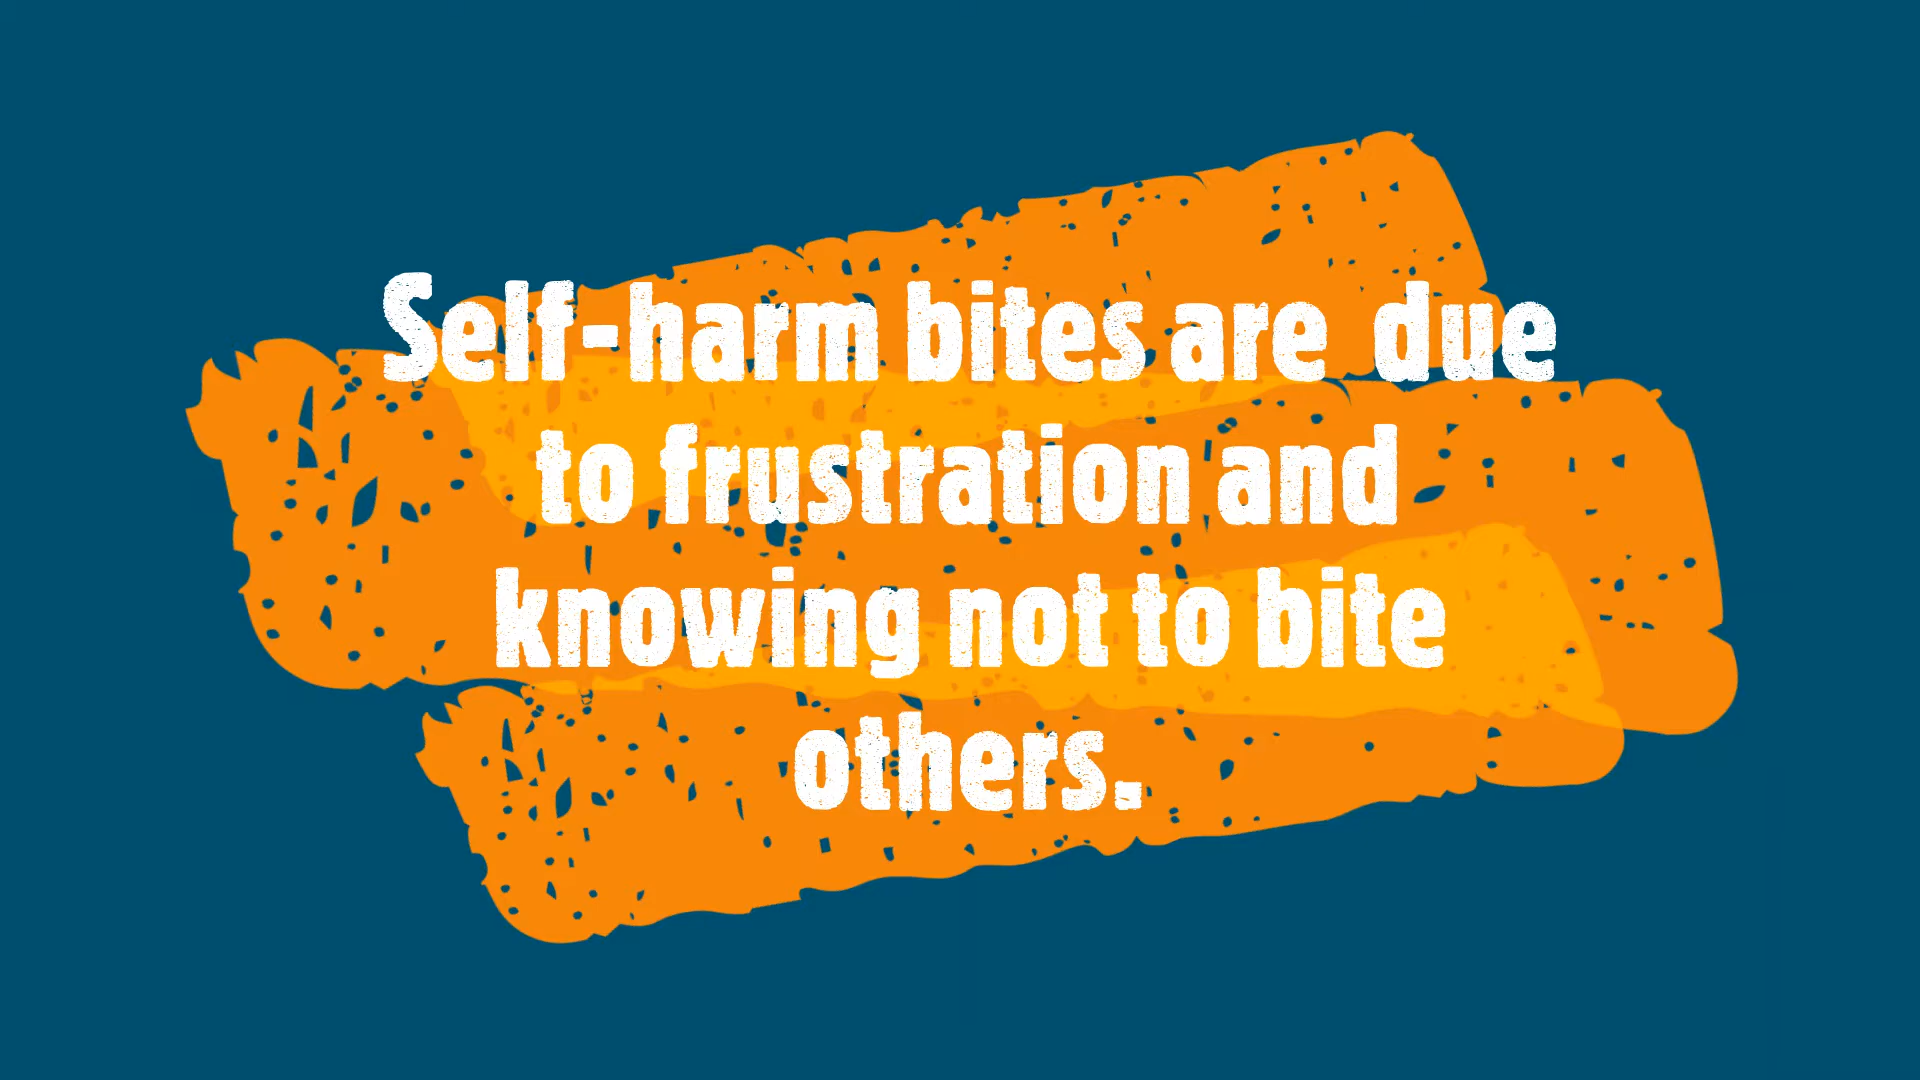 Self-harm bites are  due
to frustration and
knowing not to bite
others.